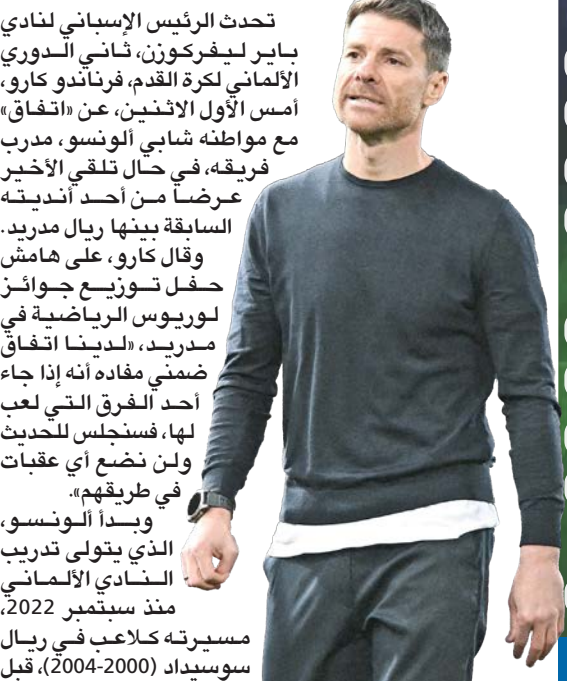 تحدث الرئيس الإسباني لنادي
باير ليفركوزن، ثاني الدوري
الألماني لكرة القدم، فرناندو كارو،
أمس الأول الاثنين، عن «اتفاق»
مع مواطنه شابي ألونسو، مدرب
فريقه، في حال تلقي الأخير
عرضا من أحد أنديته
السابقة بينها ريال مدريد.
وقال كارو، على هامش
حفل توزيع جوائز
لوريوس الرياضية في
مدريد، «لدينا اتفاق
ضمني مفاده أنه إذا جاء
أحد الفرق التي لعب
لها، فسنجلس للحديث
ولن نضع أي عقبات
في طريقهم».
وبدأ ألونسو،
الذي يتولى تدريب
النادي الألماني
منذ سبتمبر 2022،
مسيرته كلاعب في ريال
سوسيداد (2000-2004)، قبل